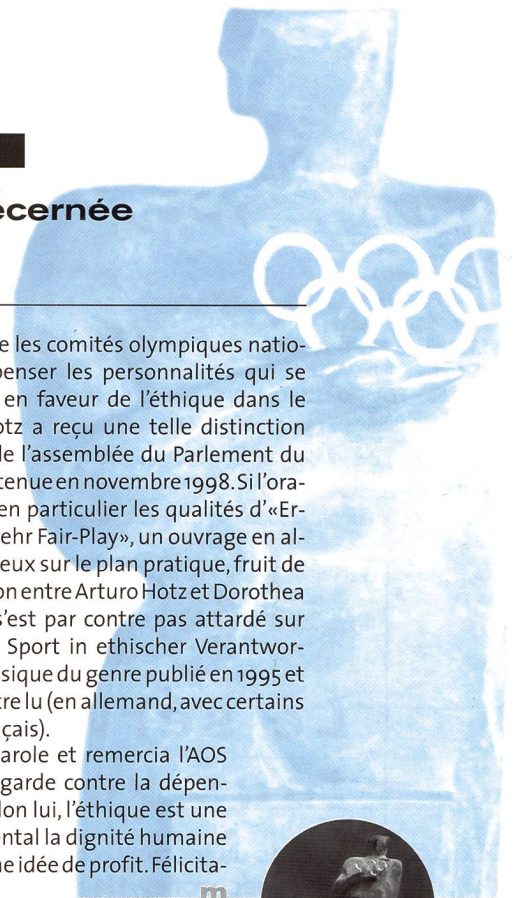 écernée
e les comités olympiques natio-
penser les personnalités qui se
en faveur de l'éthique dans le
otz a reçu une telle distinction
de l'assemblée du Parlement du
tenue en novembre 1998. Si l'ora-
en particulier les qualités d'«Er-
ehr Fair-Play», un ouvrage en al-
eux sur le plan pratique, fruit de
on entre Arturo Hotz et Dorothea
s'est par contre pas attardé sur
Sport in ethischer Verantwor-
sique du genre publié en 1995 et
tre lu (en allemand, avec certains
çais).
arole et remercia l'AOS
garde contre la dépen-
lon lui, l'éthique est une
ental la dignité humaine
ne idée de profit. Félicita-
m